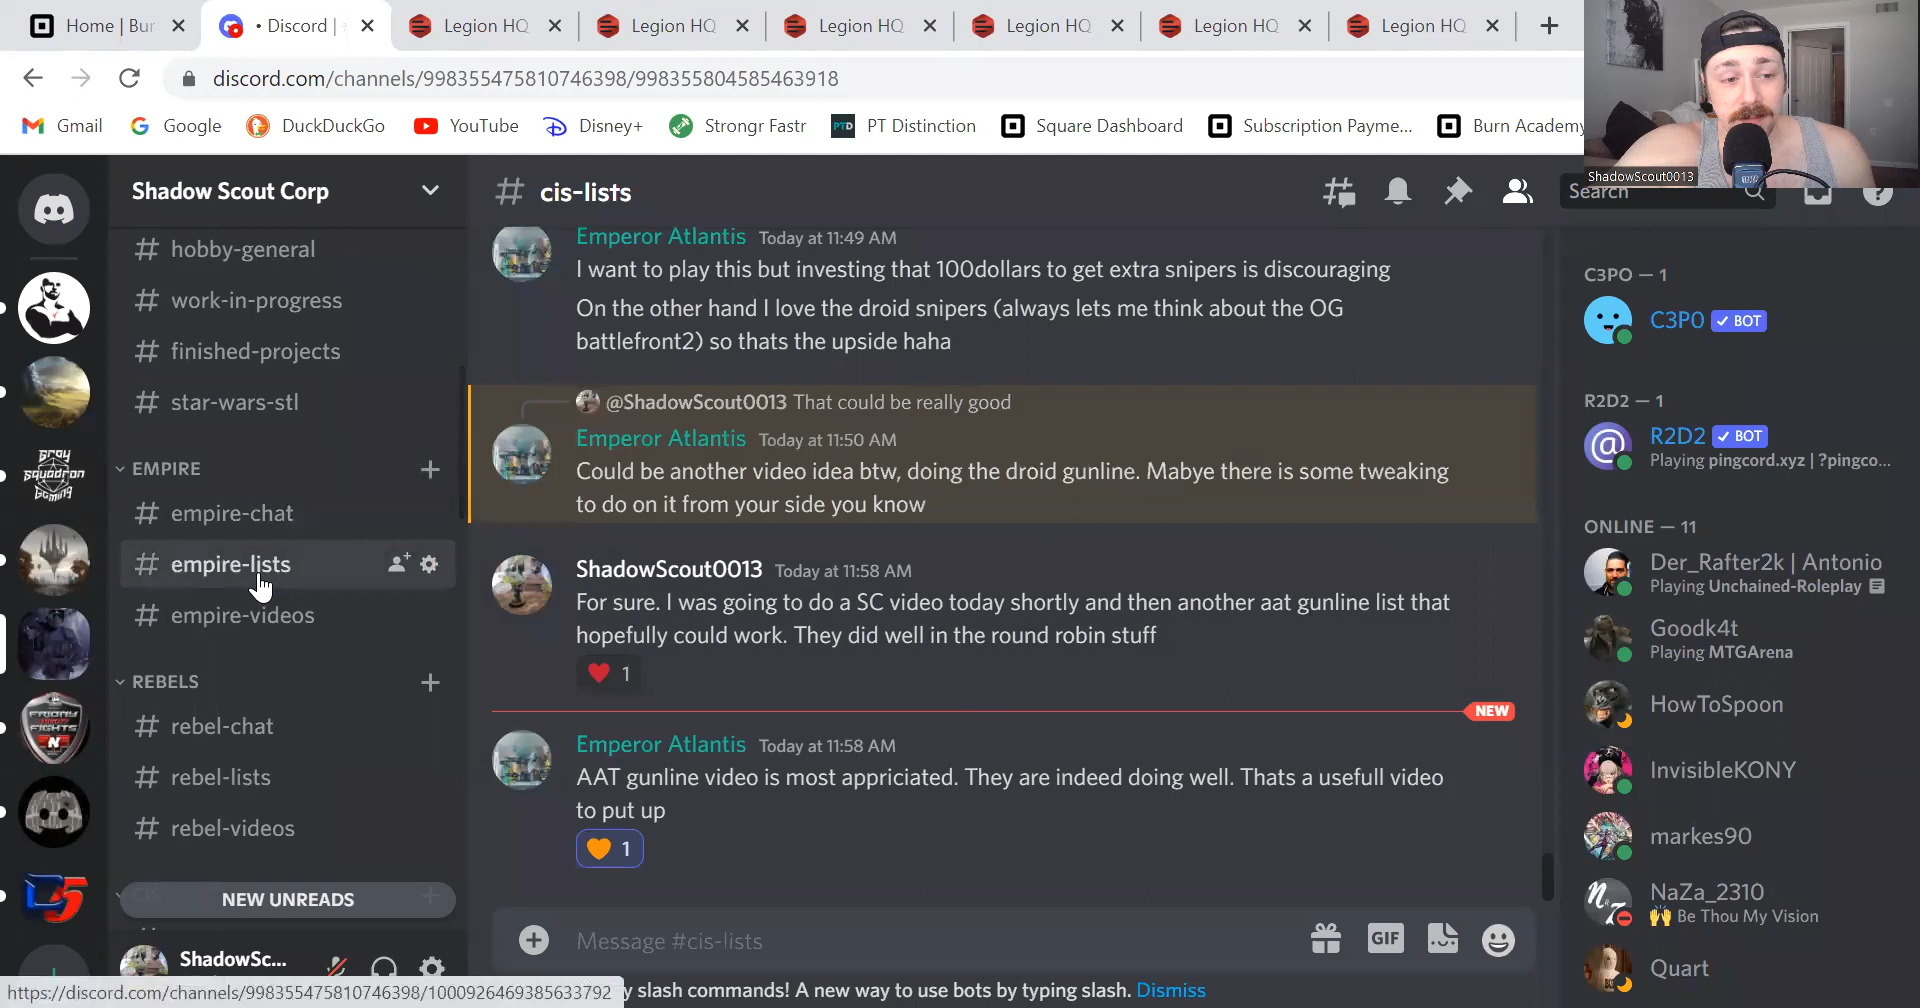 Home | Bur
• Discord |
Legion HQ
Legion HQ
Legion HQ
Legion HQ
Legion HQ
Legion HQ
discord.com/channels/998355475810746398/998355804585463918
Gmail
Google
DuckDuckGo
YouTube
Disney+
Strongr Fastr
PTD
PT Distinction
Square Dashboard
Subscription Payme...
Burn Academy
ShadowScout0013
Shadow Scout Corp
# cis-lists
Search
# hobby-general
# work-in-progress
# finished-projects
# star-wars-stl
EMPIRE
# empire-chat
# empire-lists
# empire-videos
REBELS
# rebel-chat
# rebel-lists
# rebel-videos
NEW UNREADS
ShadowSc...
Emperor Atlantis Today at 11:49 AM
I want to play this but investing that 100dollars to get extra snipers is discouraging
On the other hand I love the droid snipers (always lets me think about the OG
battlefront2) so thats the upside haha
@ShadowScout0013 That could be really good
Emperor Atlantis Today at 11:50 AM
Could be another video idea btw, doing the droid gunline. Mabye there is some tweaking
to do on it from your side you know
ShadowScout0013 Today at 11:58 AM
For sure. I was going to do a SC video today shortly and then another aat gunline list that
hopefully could work. They did well in the round robin stuff
1
NEW
Emperor Atlantis Today at 11:58 AM
AAT gunline video is most appriciated. They are indeed doing well. Thats a usefull video
to put up
1
Message #cis-lists
GIF
C3PO — 1
C3P0 BOT
R2D2 — 1
R2D2 BOT
Playing pingcord.xyz | ?pingco...
ONLINE — 11
Der_Rafter2k | Antonio
Playing Unchained-Roleplay
Goodk4t
Playing MTGArena
HowToSpoon
InvisibleKONY
markes90
NaZa_2310
Be Thou My Vision
Quart
GRAY
SQUADRON
GAMING
FRIDAY
FIGHTS
N
https://discord.com/channels/998355475810746398/1000926469385633792
y slash commands! A new way to use bots by typing slash. Dismiss